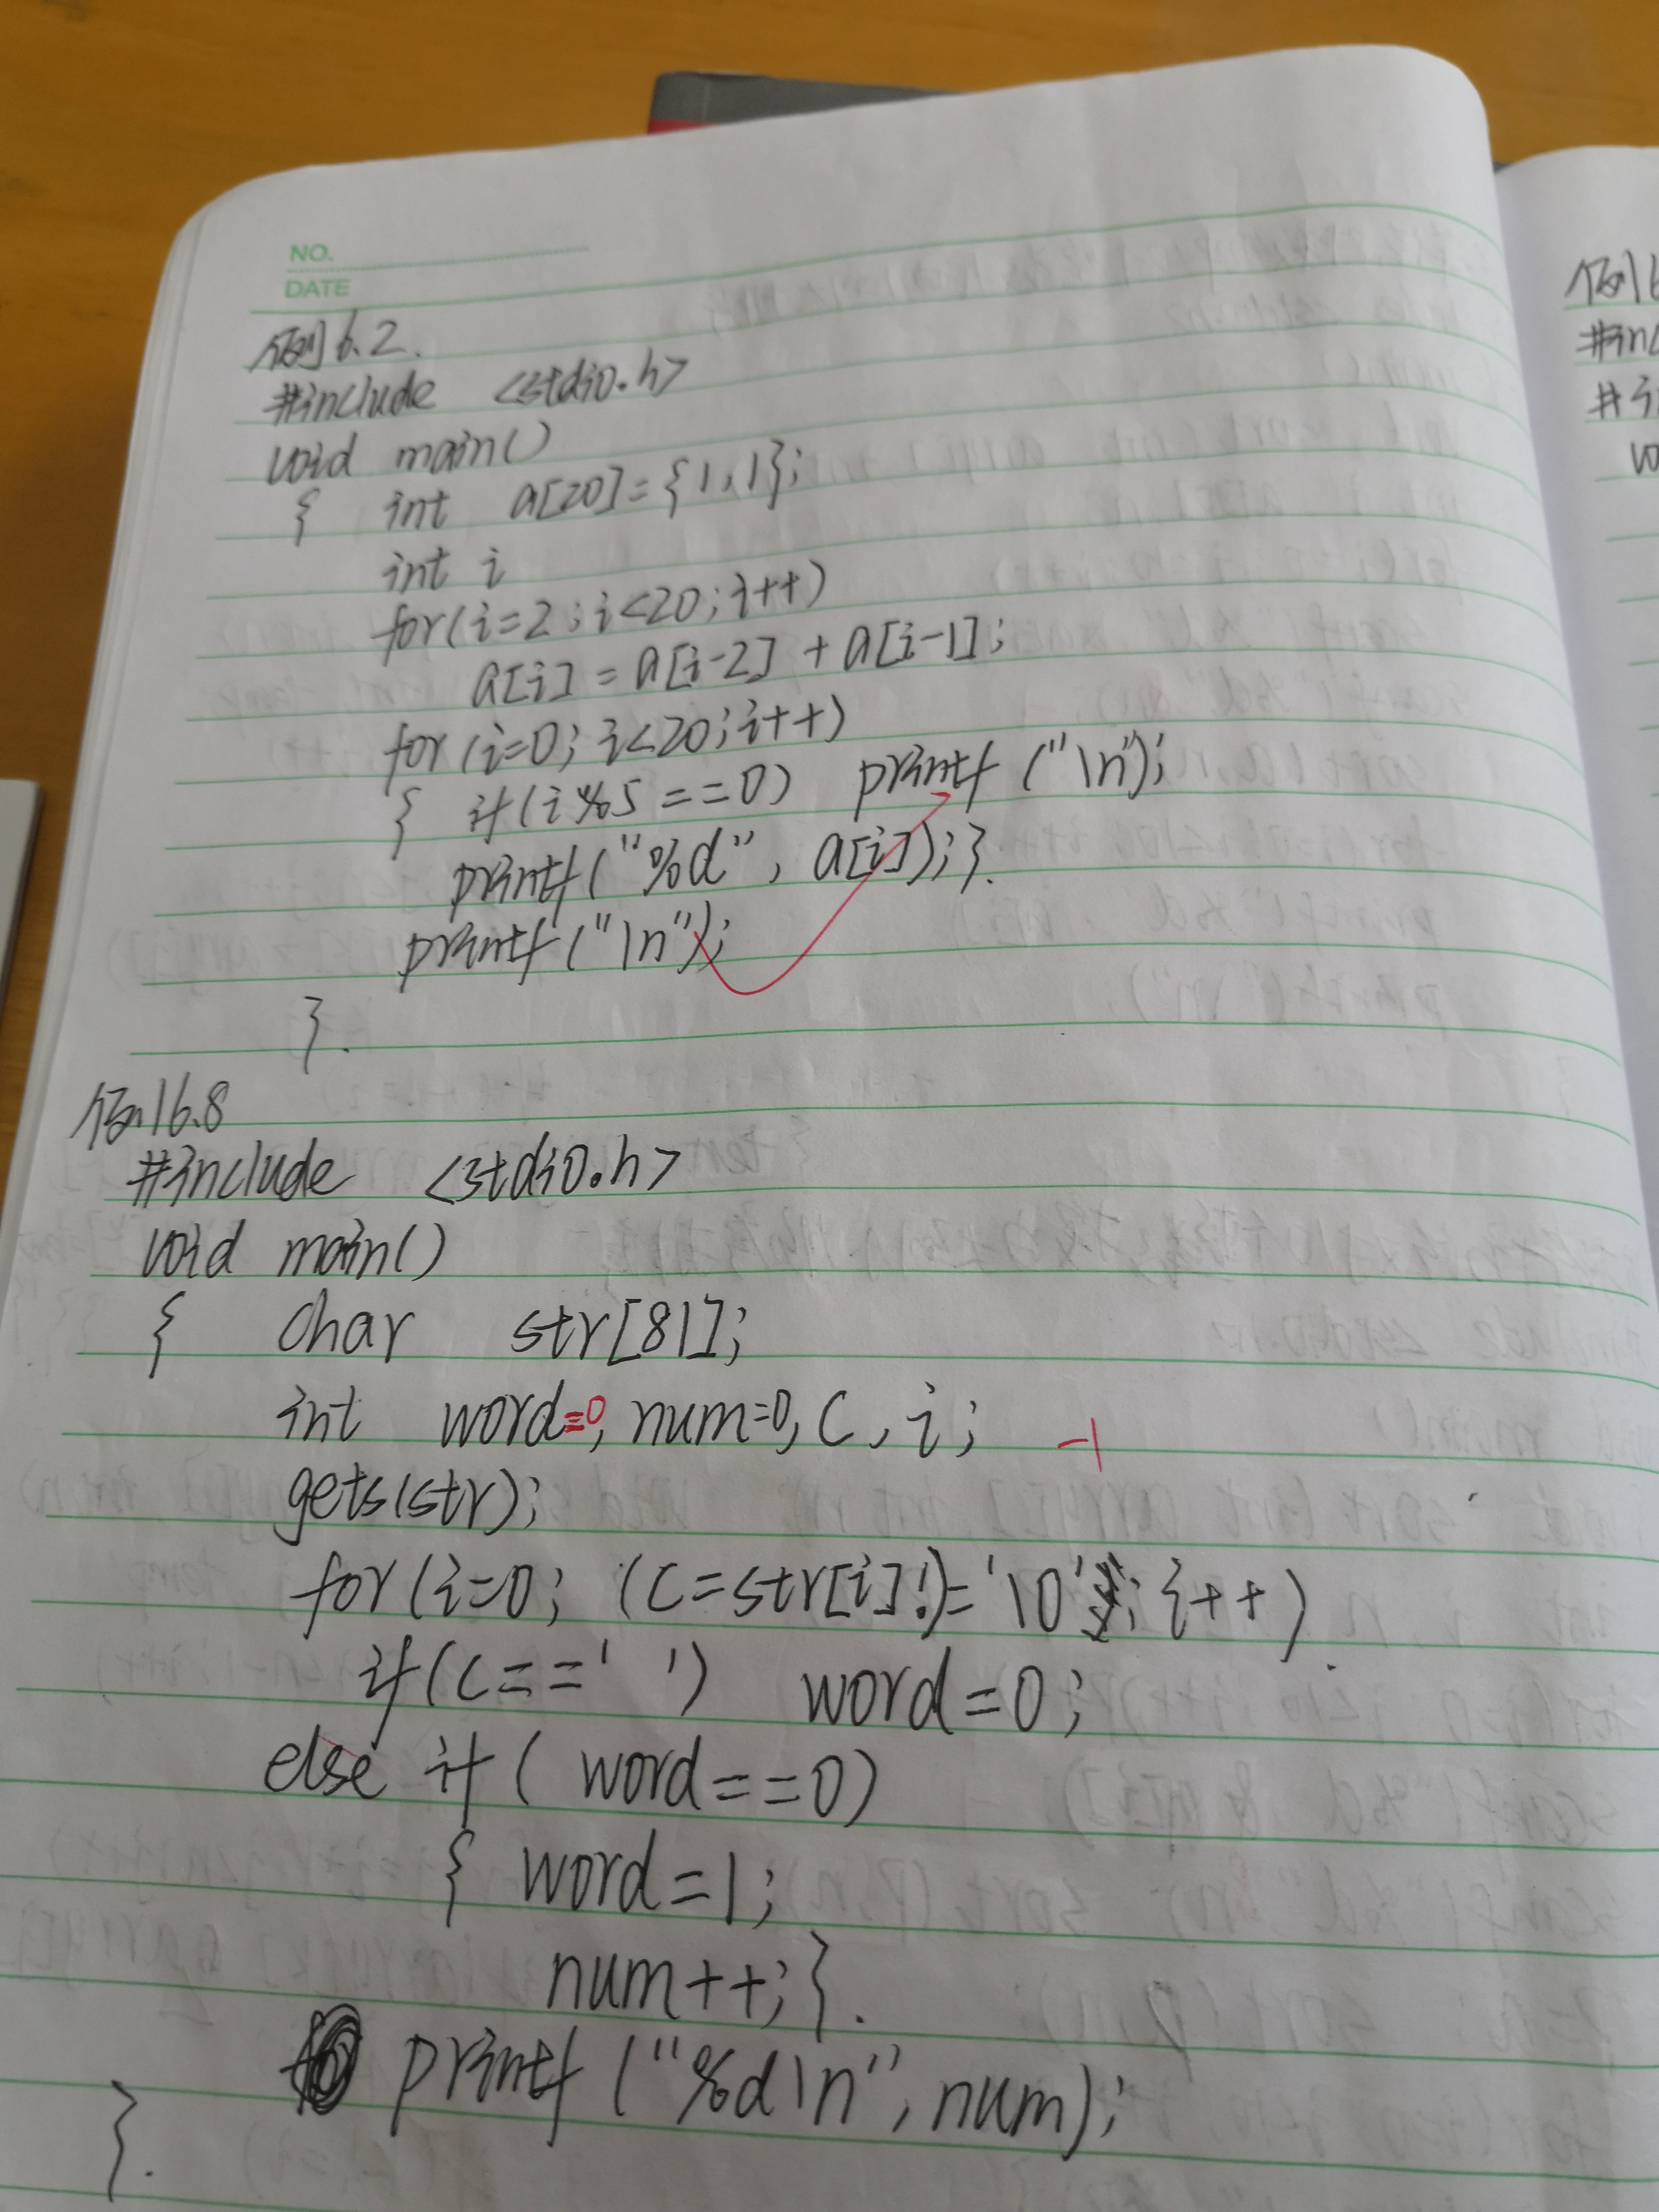 NO.
DATE
例6.2.
#include <stdio.h>
void main()
{ int a[20]={1,1};
int i
for(i=2;i<20;i++)
a[i]=a[i-2]+a[i-1];
for(i=0;i<20;i++)
{ if(i%5==0) printf("\n");
printf("%d", a[i]);}.
printf("\n");
}.
例6.8
#include <stdio.h>
void main()
{ char str[81];
int word=0, num=0, C, i; -1
gets(str);
for(i=0; (C=str[i]!)='\0'; i++).
if(C==' ') word=0;
else if( word==0)
{ word=1;
num++;}.
printf("%d\n", num);
}.
例6
#inc
#i
vo